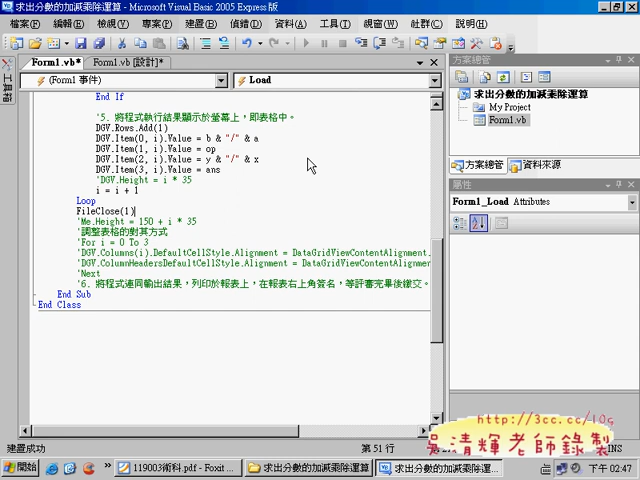 求出分數的加減乘除運算 - Microsoft Visual Basic 2005 Express 版
檔案(F) 編輯(E) 檢視(V) 專案(P) 建置(B) 偵錯(D) 資料(A) 工具(T) 視窗(W) 社群(C) 說明(H)
工具箱
Form1.vb* Form1.vb [設計]*
(Form1 事件) Load
End If
'5. 將程式執行結果顯示於螢幕上，即表格中。
DGV.Rows.Add(1)
DGV.Item(0, i).Value = b & "/" & a
DGV.Item(1, i).Value = op
DGV.Item(2, i).Value = y & "/" & x
DGV.Item(3, i).Value = ans
'DGV.Height = i * 35
i = i + 1
Loop
FileClose(1)
'Me.Height = 150 + i * 35
'調整表格的對其方式
'For i = 0 To 3
'DGV.Columns(i).DefaultCellStyle.Alignment = DataGridViewContentAlignment.
'DGV.ColumnHeadersDefaultCellStyle.Alignment = DataGridViewContentAlignment
'Next
'6. 將程式連同輸出結果，列印於報表上，在報表右上角簽名，等評審完畢後繳交。
End Sub
End Class
方案總管
求出分數的加減乘除運算
My Project
Form1.vb
方案總管 資料來源
屬性
Form1_Load Attributes
http://3cc.cc/10g
吳清輝老師錄製
建置成功 第 51 行 INS
開始 119003術科.pdf - Foxit ... 求出分數的加減乘除運算 求出分數的加減乘除運... 下午 02:47